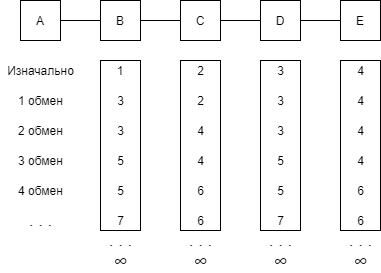 A B C D E
Изначально 1 2 3 4
1 обмен 3 2 3 4
2 обмен 3 4 3 4
3 обмен 5 4 5 4
4 обмен 5 6 5 6
. . . 7 6 7 6
. . . . . . . . . . . .
∞ ∞ ∞ ∞